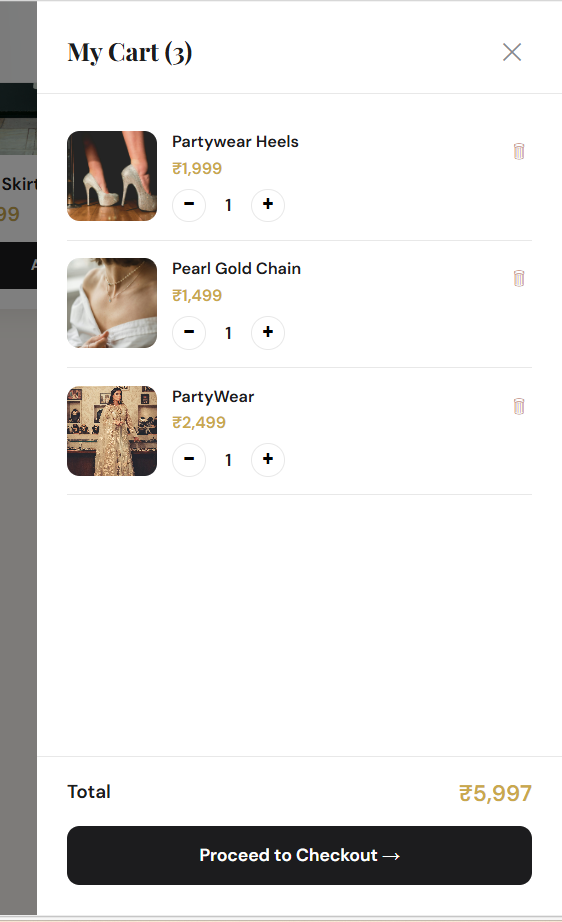 My Cart (3)
Skirt
99
Partywear Heels
₹1,999
− 1 +
Pearl Gold Chain
₹1,499
− 1 +
PartyWear
₹2,499
− 1 +
Total ₹5,997
Proceed to Checkout →